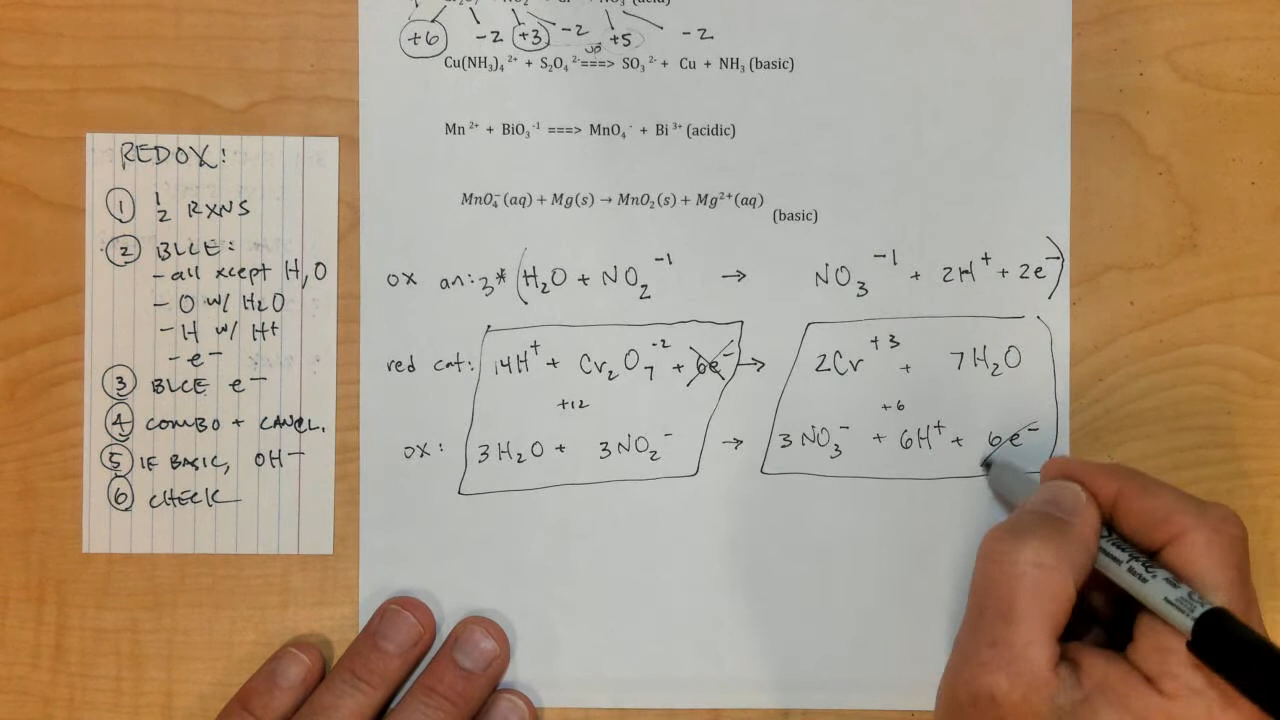 +6 -2 +3 -2 +5 -2
Cu(NH₃)₄ ²⁺ + S₂O₄ ²⁻ ===> SO₃ ²⁻ + Cu + NH₃ (basic)
Mn ²⁺ + BiO₃⁻¹ ===> MnO₄⁻ + Bi ³⁺ (acidic)
MnO₄⁻(aq) + Mg(s) → MnO₂(s) + Mg²⁺(aq)
(basic)
REDOX:
① ½ RXNS
② BLCE:
- all xcept H, O
- O w/ H2O
- H w/ H+
- e⁻
③ BLCE e⁻
④ COMBO + CANCL.
⑤ IF BASIC, OH⁻
⑥ CHECK
ox an: 3* (H₂O + NO₂⁻¹ → NO₃⁻¹ + 2H⁺ + 2e⁻)
red cat: 14H⁺ + Cr₂O₇⁻² + 6e⁻ → 2Cr⁺³ + 7H₂O
+12 +6
ox: 3H₂O + 3NO₂⁻ → 3NO₃⁻ + 6H⁺ + 6e⁻